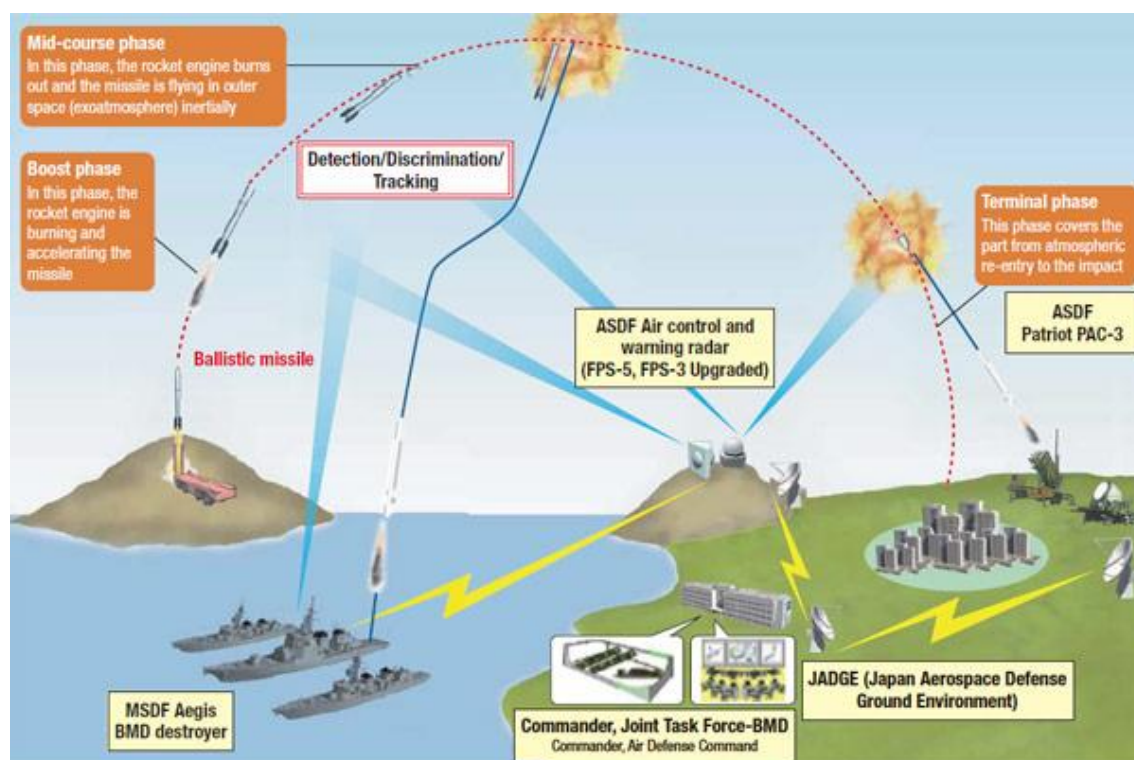 Mid-course phase
In this phase, the rocket engine burns
out and the missile is flying in outer
space (exoatmosphere) inertially
Boost phase
In this phase, the
rocket engine is
burning and
accelerating the
missile
Detection/Discrimination/
Tracking
Terminal phase
This phase covers the
part from atmospheric
re-entry to the impact
ASDF
Patriot PAC-3
ASDF Air control and
warning radar
(FPS-5, FPS-3 Upgraded)
Ballistic missile
MSDF Aegis
BMD destroyer
Commander, Joint Task Force-BMD
Commander, Air Defense Command
JADGE (Japan Aerospace Defense
Ground Environment)